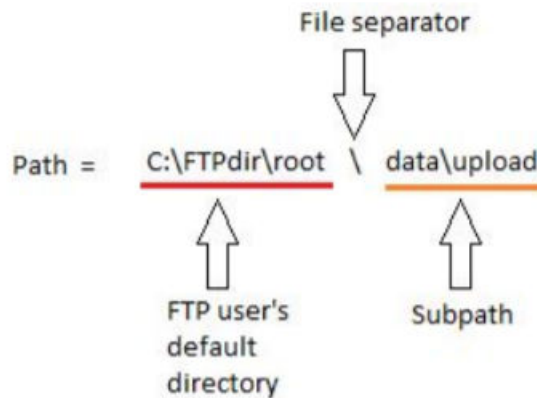 File separator
Path = C:\FTPdir\root \ data\upload
FTP user's
default
directory
Subpath